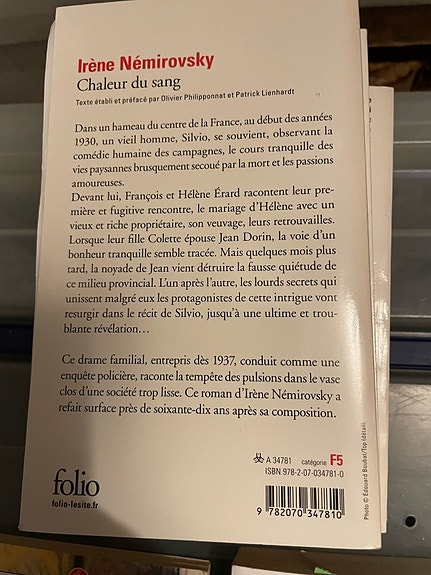 Irène Némirovsky
Chaleur du sang
Texte établi et préfacé par Olivier Philipponnat et Patrick Lienhardt
Dans un hameau du centre de la France, au début des années
1930, un vieil homme, Silvio, se souvient, observant la
comédie humaine des campagnes, le cours tranquille des
vies paysannes brusquement secoué par la mort et les passions
amoureuses.
Devant lui, François et Hélène Érard racontent leur pre-
mière et fugitive rencontre, le mariage d'Hélène avec un
vieux et riche propriétaire, son veuvage, leurs retrouvailles.
Lorsque leur fille Colette épouse Jean Dorin, la voie d'un
bonheur tranquille semble tracée. Mais quelques mois plus
tard, la noyade de Jean vient détruire la fausse quiétude de
ce milieu provincial. L'un après l'autre, les lourds secrets qui
unissent malgré eux les protagonistes de cette intrigue vont
resurgir dans le récit de Silvio, jusqu'à une ultime et trou-
blante révélation…
Ce drame familial, entrepris dès 1937, conduit comme une
enquête policière, raconte la tempête des pulsions dans le vase
clos d'une société trop lisse. Ce roman d'Irène Némirovsky a
refait surface près de soixante-dix ans après sa composition.
A 34781 catégorie F5
ISBN 978-2-07-034781-0
folio
folio-lesite.fr
9 782070 347810
Photo © Édouard Boubat/Top (détail).